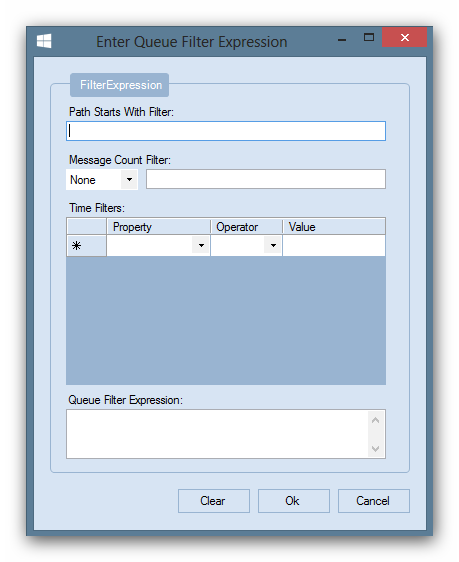 Enter Queue Filter Expression
FilterExpression
Path Starts With Filter:
Message Count Filter:
None
Time Filters:
Property Operator Value
Queue Filter Expression:
Clear Ok Cancel